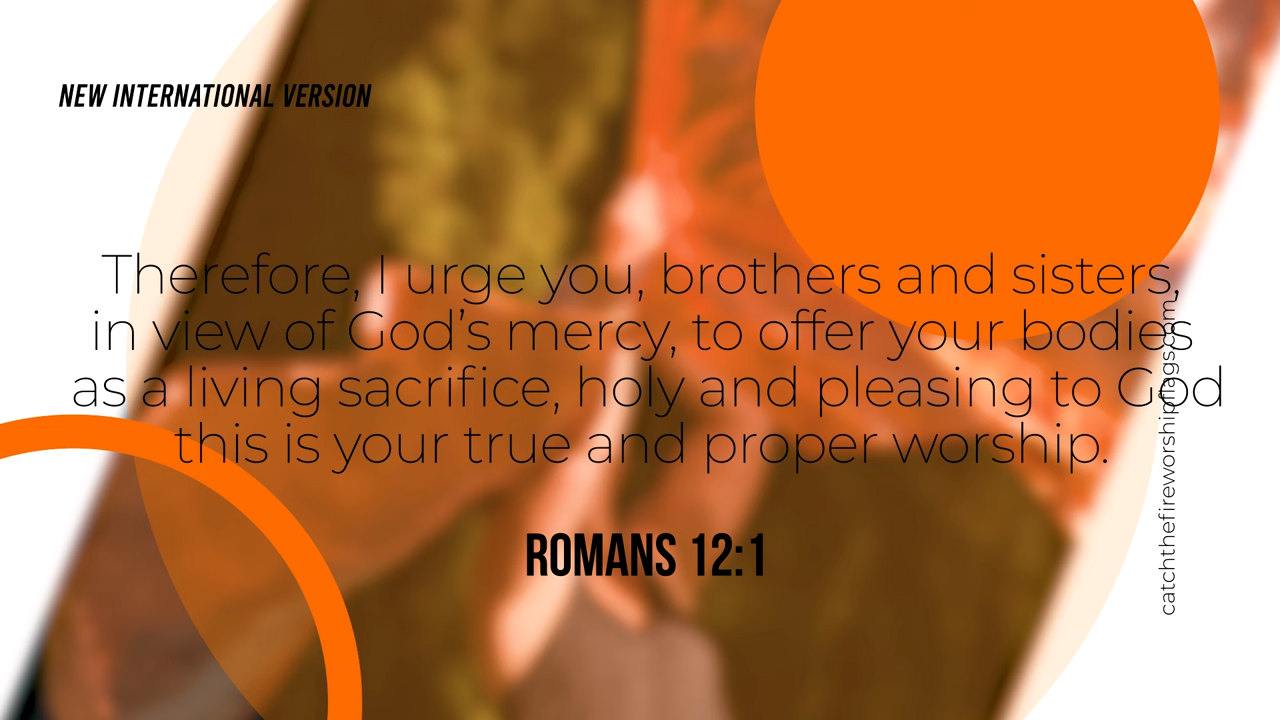 NEW INTERNATIONAL VERSION
Therefore, I urge you, brothers and sisters,
in view of God’s mercy, to offer your bodies
as a living sacrifice, holy and pleasing to God
this is your true and proper worship.
ROMANS 12:1
catchthefireworshipflags.com